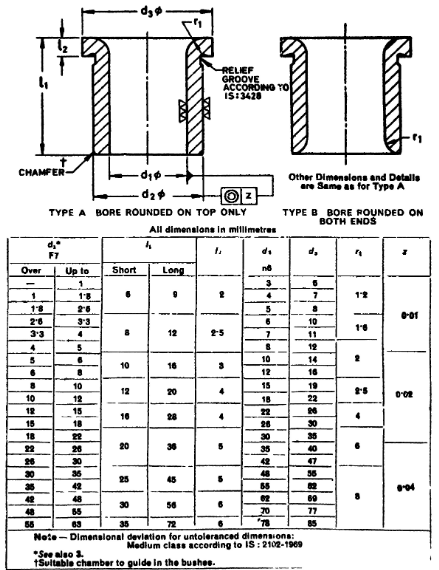 d₃ φ
r₁
l₂
l₁
RELIEF
GROOVE
ACCORDING TO
IS:3428
†
CHAMFER
d₁ φ
d₂ φ
◎ z
r₁
Other Dimensions and Details
are Same as for Type A
TYPE A BORE ROUNDED ON TOP ONLY
TYPE B BORE ROUNDED ON
BOTH ENDS
All dimensions in millimetres
d₁* F7 | l₁ | l₂ | d₂ n6 | d₃ | r₁ | z
Over | Up to | Short | Long
— | 1 | 6 | 9 | 2 | 3 | 6 | 1·2 | 0·01
1 | 1·8 | 4 | 7
1·8 | 2·6 | 5 | 8
2·6 | 3·3 | 8 | 12 | 2·5 | 6 | 10 | 1·6
3·3 | 4 | 7 | 11
4 | 5 | 8 | 12 | 2
5 | 6 | 10 | 16 | 3 | 10 | 14 | 0·02
6 | 8 | 12 | 16
8 | 10 | 12 | 20 | 4 | 15 | 19 | 2·5
10 | 12 | 18 | 22
12 | 15 | 16 | 28 | 4 | 22 | 26 | 4
15 | 18 | 26 | 30
18 | 22 | 20 | 36 | 5 | 30 | 35 | 6
22 | 26 | 35 | 40 | 0·04
26 | 30 | 42 | 47
30 | 35 | 25 | 45 | 5 | 48 | 55 | 8
35 | 42 | 55 | 62
42 | 48 | 30 | 56 | 6 | 62 | 69
48 | 55 | 70 | 77
55 | 63 | 35 | 72 | 6 | 78 | 85
Note — Dimensional deviation for untoleranced dimensions:
Medium class according to IS : 2102-1969
*See also 3.
†Suitable chamber to guide in the bushes.